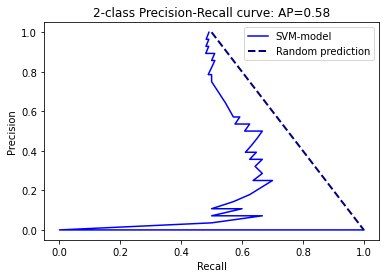 2-class Precision-Recall curve: AP=0.58
SVM-model
Random prediction
1.0
0.8
0.6
0.4
0.2
0.0
Precision
0.0 0.2 0.4 0.6 0.8 1.0
Recall